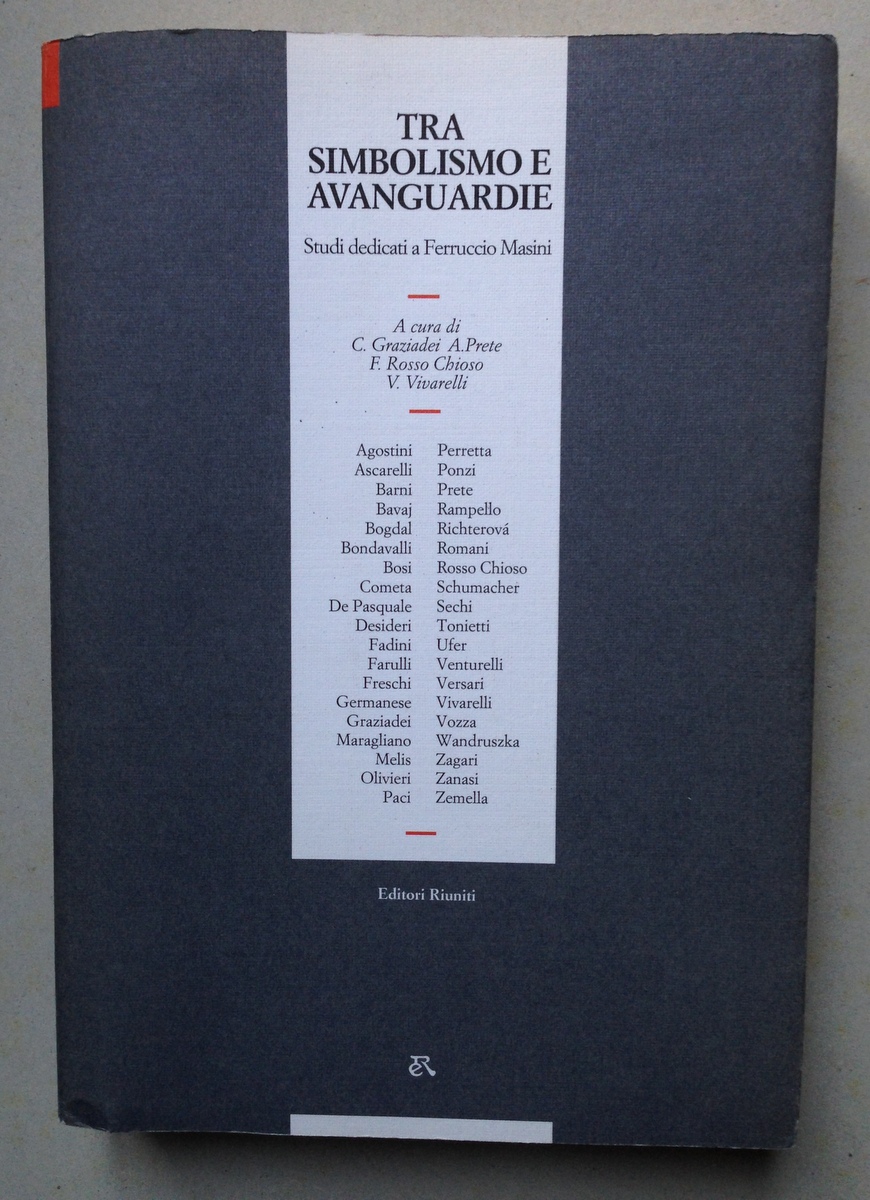 TRA
SIMBOLISMO E
AVANGUARDIE
Studi dedicati a Ferruccio Masini
A cura di
C. Graziadei A.Prete
F. Rosso Chioso
V. Vivarelli
Agostini Perretta
Ascarelli Ponzi
Barni Prete
Bavaj Rampello
Bogdal Richterová
Bondavalli Romani
Bosi Rosso Chioso
Cometa Schumacher
De Pasquale Sechi
Desideri Tonietti
Fadini Ufer
Farulli Venturelli
Freschi Versari
Germanese Vivarelli
Graziadei Vozza
Maragliano Wandruszka
Melis Zagari
Olivieri Zanasi
Paci Zemella
Editori Riuniti
eR